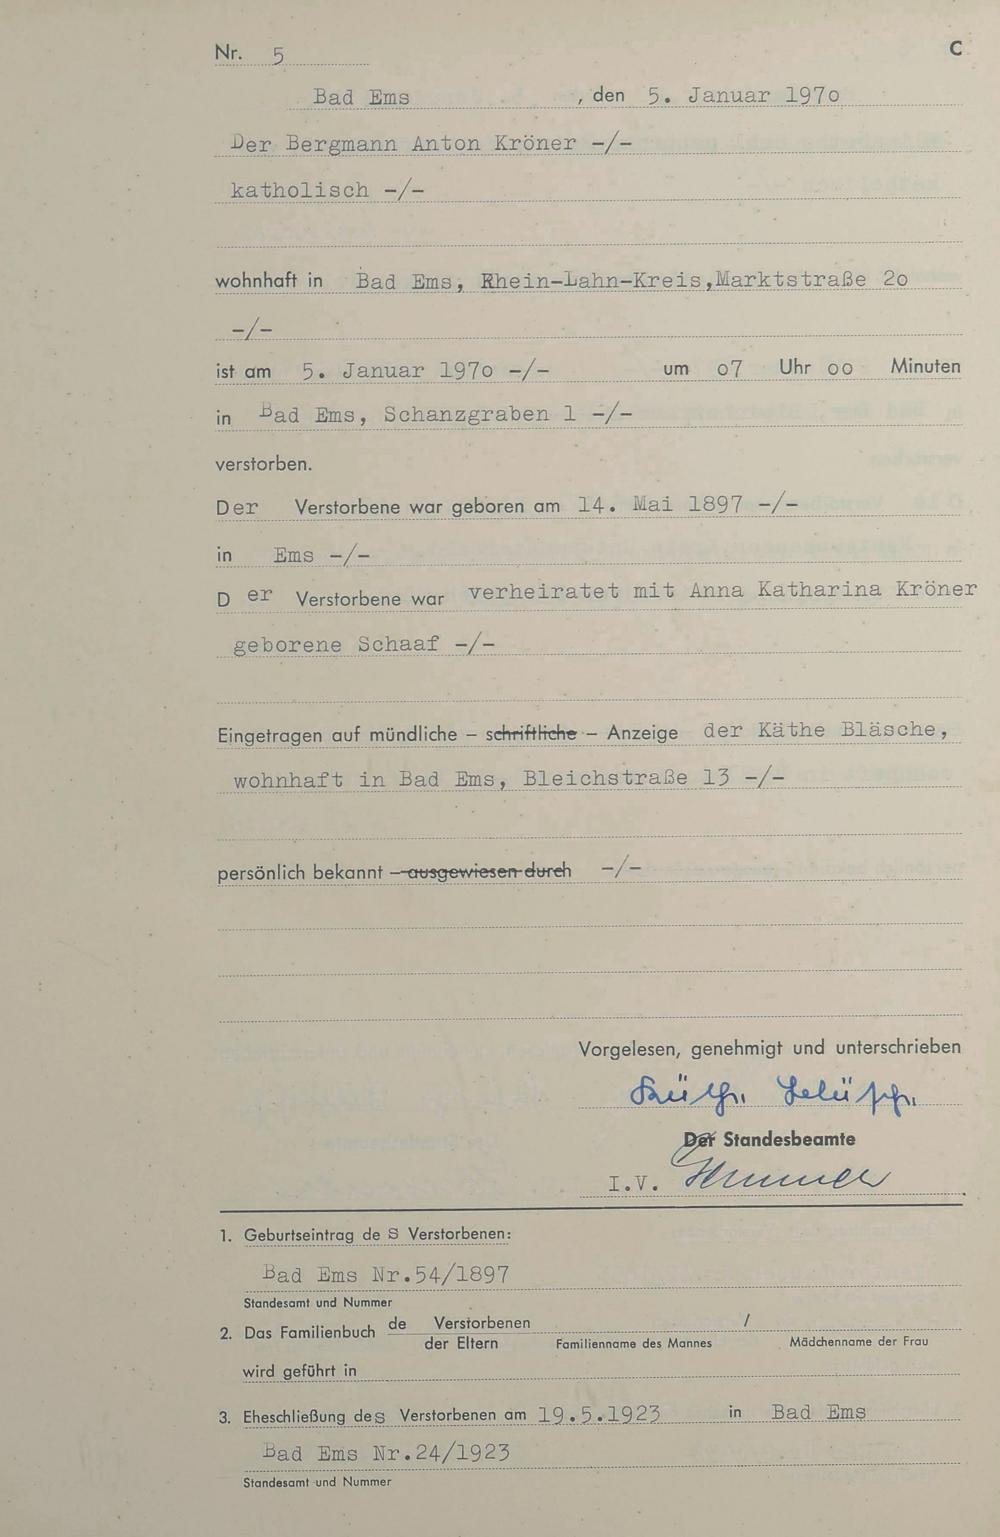 Nr. 5 C
Bad Ems , den 5. Januar 197o
Der Bergmann Anton Kröner -/-
katholisch -/-
wohnhaft in Bad Ems, Rhein-Lahn-Kreis,Marktstraße 2o
-/-
ist am 5. Januar 197o -/- um o7 Uhr oo Minuten
in Bad Ems, Schanzgraben 1 -/-
verstorben.
Der Verstorbene war geboren am 14. Mai 1897 -/-
in Ems -/-
D er Verstorbene war verheiratet mit Anna Katharina Kröner
geborene Schaaf -/-
Eingetragen auf mündliche – schriftliche – Anzeige der Käthe Bläsche,
wohnhaft in Bad Ems, Bleichstraße 13 -/-
persönlich bekannt – ausgewiesen durch -/-
Vorgelesen, genehmigt und unterschrieben
Der Standesbeamte
I.V.
1. Geburtseintrag de s Verstorbenen:
Bad Ems Nr.54/1897
Standesamt und Nummer
2. Das Familienbuch de Verstorbenen /
der Eltern Familienname des Mannes Mädchenname der Frau
wird geführt in
3. Eheschließung des Verstorbenen am 19.5.1923 in Bad Ems
Bad Ems Nr.24/1923
Standesamt und Nummer